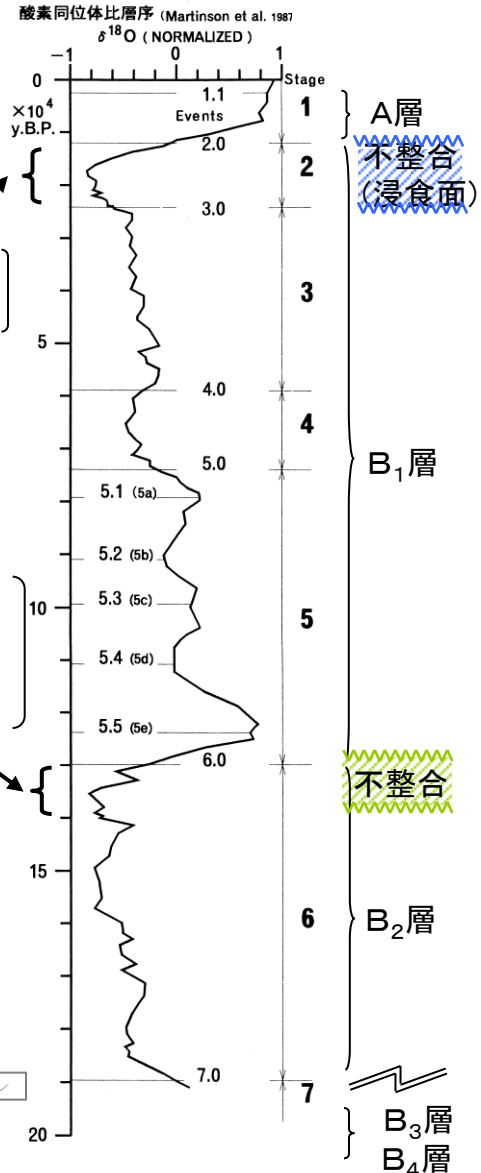 酸素同位体比層序 (Martinson et al. 1987
δ¹⁸O ( NORMALIZED )
−1 0 1
0
×10⁴
y.B.P.
Stage
1.1
Events
1
A層
2.0
不整合
(浸食面)
2
3.0
3
5
4.0
4
5.0
B₁層
5.1 (5a)
5.2 (5b)
10
5.3 (5c)
5
5.4 (5d)
5.5 (5e)
6.0
不整合
15
6
B₂層
7.0
7
B₃層
20
B₄層